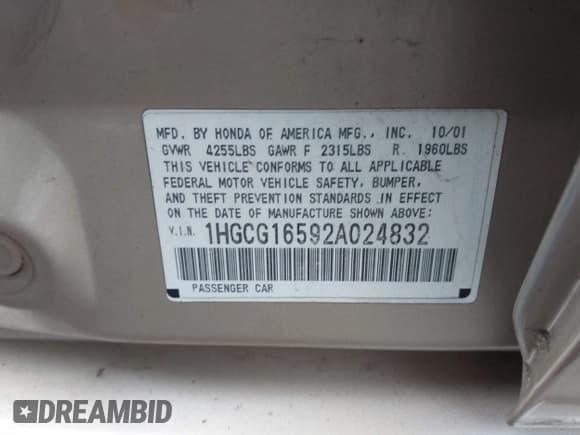 MFD. BY HONDA OF AMERICA MFG., INC. 10/01
GVWR 4255LBS GAWR F 2315LBS R. 1960LBS
THIS VEHICLE CONFORMS TO ALL APPLICABLE
FEDERAL MOTOR VEHICLE SAFETY, BUMPER,
AND THEFT PREVENTION STANDARDS IN EFFECT
ON THE DATE OF MANUFACTURE SHOWN ABOVE:
V.I.N. 1HGCG16592A024832
PASSENGER CAR
DREAMBID